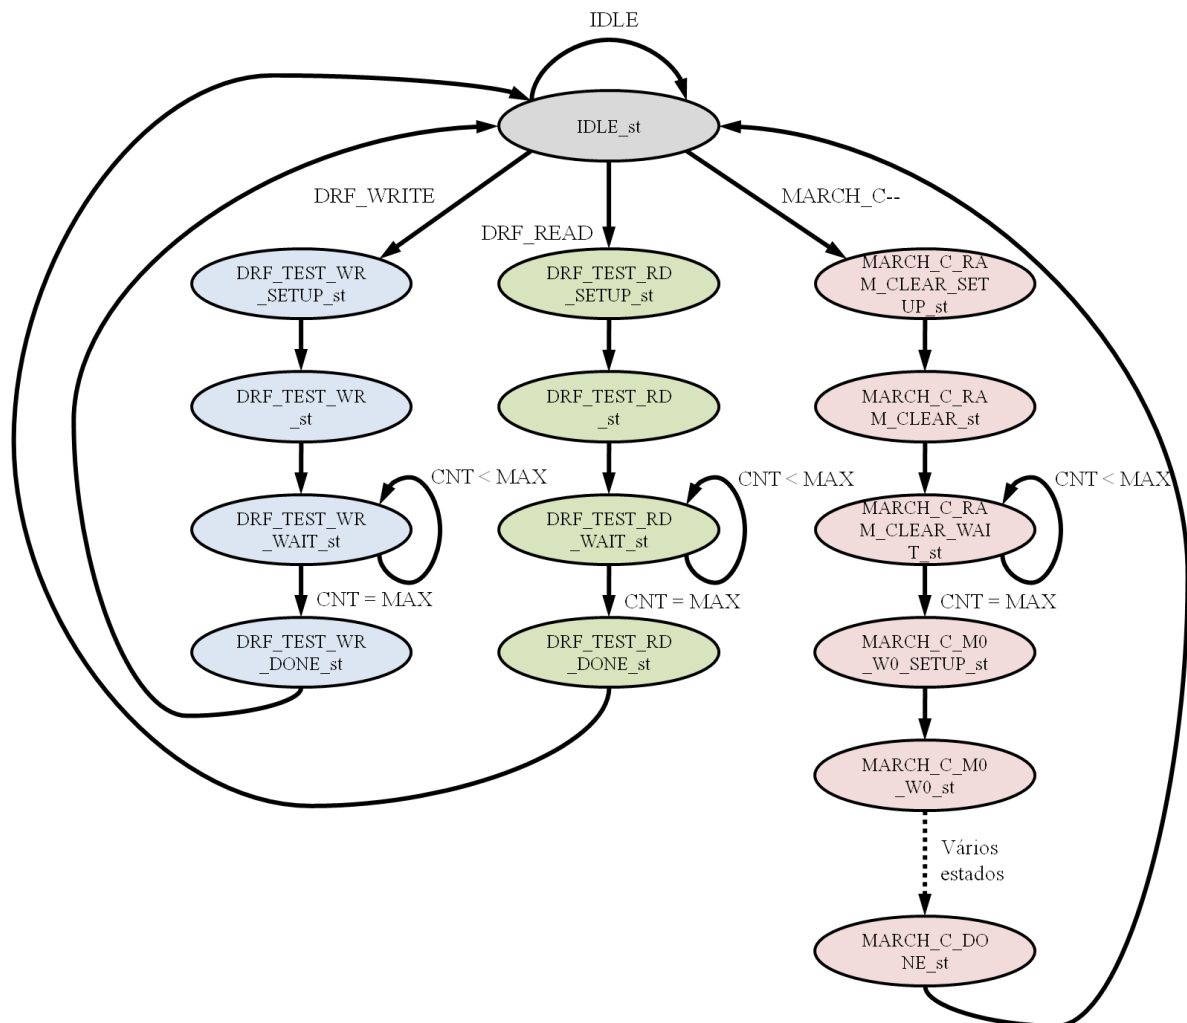 IDLE
IDLE_st
DRF_WRITE
MARCH_C--
DRF_READ
DRF_TEST_WR
_SETUP_st
DRF_TEST_RD
_SETUP_st
MARCH_C_RA
M_CLEAR_SET
UP_st
DRF_TEST_WR
_st
DRF_TEST_RD
_st
MARCH_C_RA
M_CLEAR_st
CNT < MAX
CNT < MAX
CNT < MAX
DRF_TEST_WR
_WAIT_st
DRF_TEST_RD
_WAIT_st
MARCH_C_RA
M_CLEAR_WAI
T_st
CNT = MAX
CNT = MAX
CNT = MAX
DRF_TEST_WR
_DONE_st
DRF_TEST_RD
_DONE_st
MARCH_C_M0
_W0_SETUP_st
MARCH_C_M0
_W0_st
Vários
estados
MARCH_C_DO
NE_st